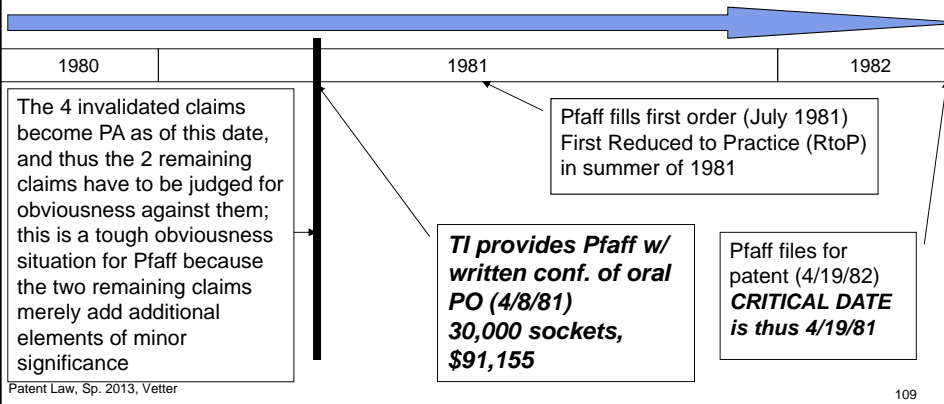 1980
1981
1982
The 4 invalidated claims
become PA as of this date,
and thus the 2 remaining
claims have to be judged for
obviousness against them;
this is a tough obviousness
situation for Pfaff because
the two remaining claims
merely add additional
elements of minor
significance
Pfaff fills first order (July 1981)
First Reduced to Practice (RtoP)
in summer of 1981
TI provides Pfaff w/
written conf. of oral
PO (4/8/81)
30,000 sockets,
$91,155
Pfaff files for
patent (4/19/82)
CRITICAL DATE
is thus 4/19/81
Patent Law, Sp. 2013, Vetter
109